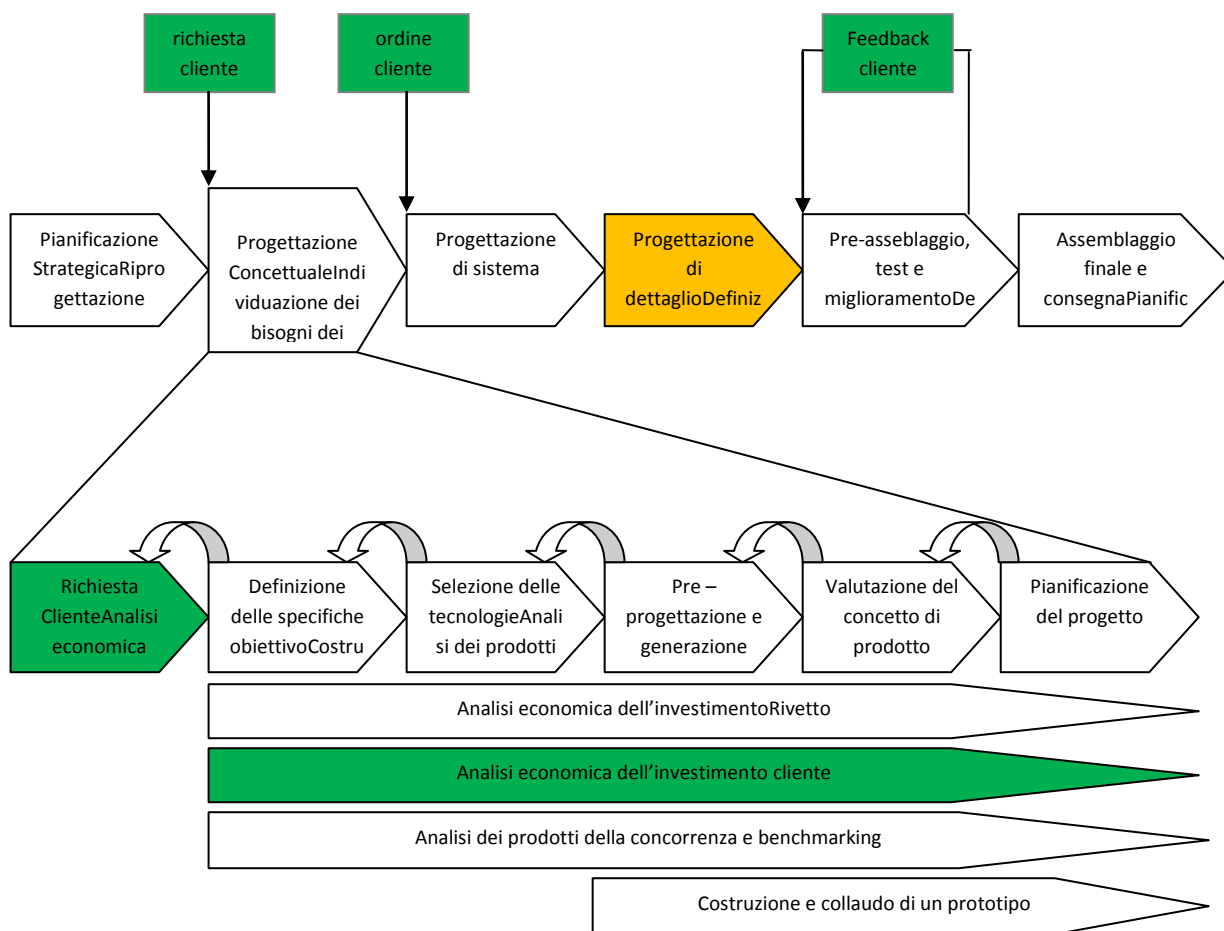 richiesta
cliente
ordine
cliente
Feedback
cliente
Pianificazione
StrategicaRipro
gettazione
Progettazione
ConcettualeIndi
viduazione dei
bisogni dei
Progettazione
di sistema
Progettazione
di
dettaglioDefiniz
Pre-asseblaggio,
test e
miglioramentoDe
Assemblaggio
finale e
consegnaPianific
Richiesta
ClienteAnalisi
economica
Definizione
delle specifiche
obiettivoCostru
Selezione delle
tecnologieAnali
si dei prodotti
Pre –
progettazione e
generazione
Valutazione del
concetto di
prodotto
Pianificazione
del progetto
Analisi economica dell’investimentoRivetto
Analisi economica dell’investimento cliente
Analisi dei prodotti della concorrenza e benchmarking
Costruzione e collaudo di un prototipo